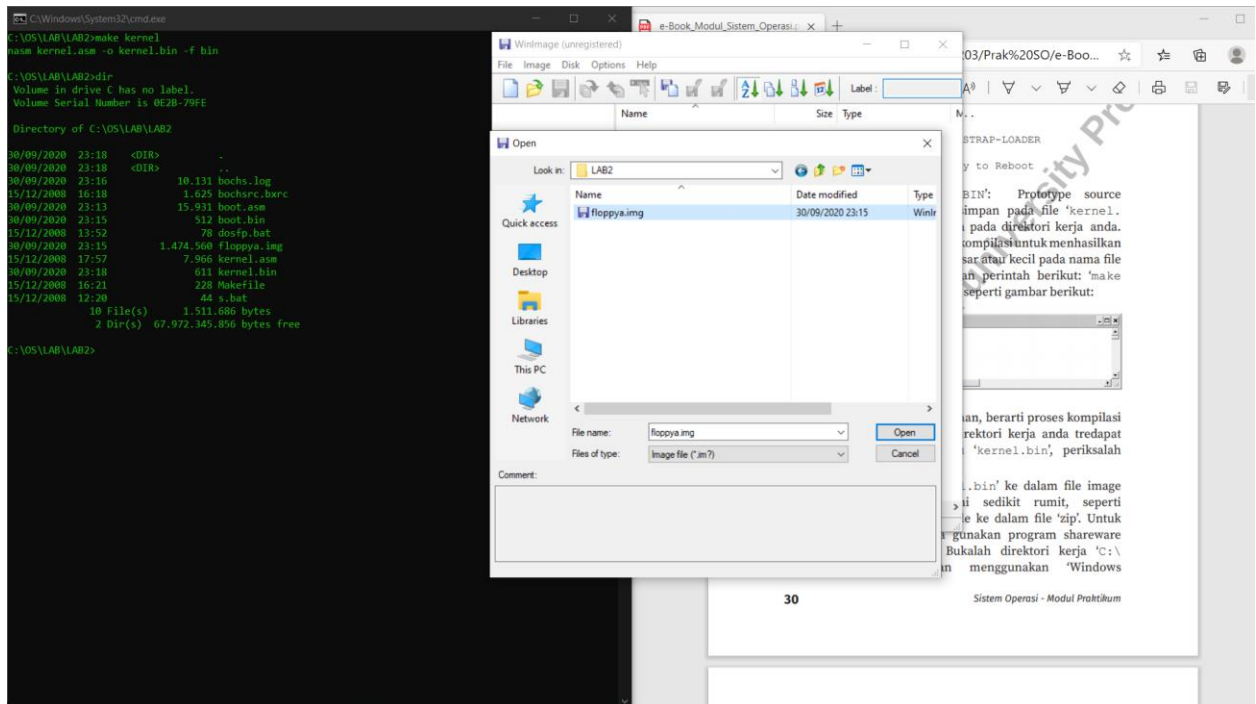 C:\Windows\System32\cmd.exe
C:\OS\LAB\LAB2>make kernel
nasm kernel.asm -o kernel.bin -f bin
C:\OS\LAB\LAB2>dir
Volume in drive C has no label.
Volume Serial Number is 0E2B-79FE
Directory of C:\OS\LAB\LAB2
30/09/2020 23:18 <DIR> .
30/09/2020 23:18 <DIR> ..
30/09/2020 23:16 10.131 bochs.log
15/12/2008 16:18 1.625 bochsrc.bxrc
30/09/2020 23:13 15.931 boot.asm
30/09/2020 23:15 512 boot.bin
15/12/2008 13:52 78 dosfp.bat
30/09/2020 23:15 1.474.560 floppya.img
15/12/2008 17:57 7.966 kernel.asm
30/09/2020 23:18 611 kernel.bin
15/12/2008 16:21 228 Makefile
15/12/2008 12:20 44 s.bat
10 File(s) 1.511.686 bytes
2 Dir(s) 67.972.345.856 bytes free
C:\OS\LAB\LAB2>
WinImage (unregistered)
File Image Disk Options Help
Label :
Name Size Type M..
Open
Look in: LAB2
Name Date modified Type
floppya.img 30/09/2020 23:15 WinIr
Quick access
Desktop
Libraries
This PC
Network
File name: floppya.img Open
Files of type: Image file (*.im?) Cancel
Comment:
e-Book_Modul_Sistem_Operasi.
:03/Prak%20SO/e-Boo...
STRAP-LOADER
y to Reboot
BIN': Prototype source
simpan pada file 'kernel.
pada direktori kerja anda.
kompilasi untuk menhasilkan
sar atau kecil pada nama file
an perintah berikut: 'make
seperti gambar berikut:
an, berarti proses kompilasi
rektori kerja anda tredapat
'kernel.bin', periksalah
.bin' ke dalam file image
ni sedikit rumit, seperti
e ke dalam file 'zip'. Untuk
gunakan program shareware
Bukalah direktori kerja 'C:\
an menggunakan 'Windows
30
Sistem Operasi - Modul Praktikum
university Pr